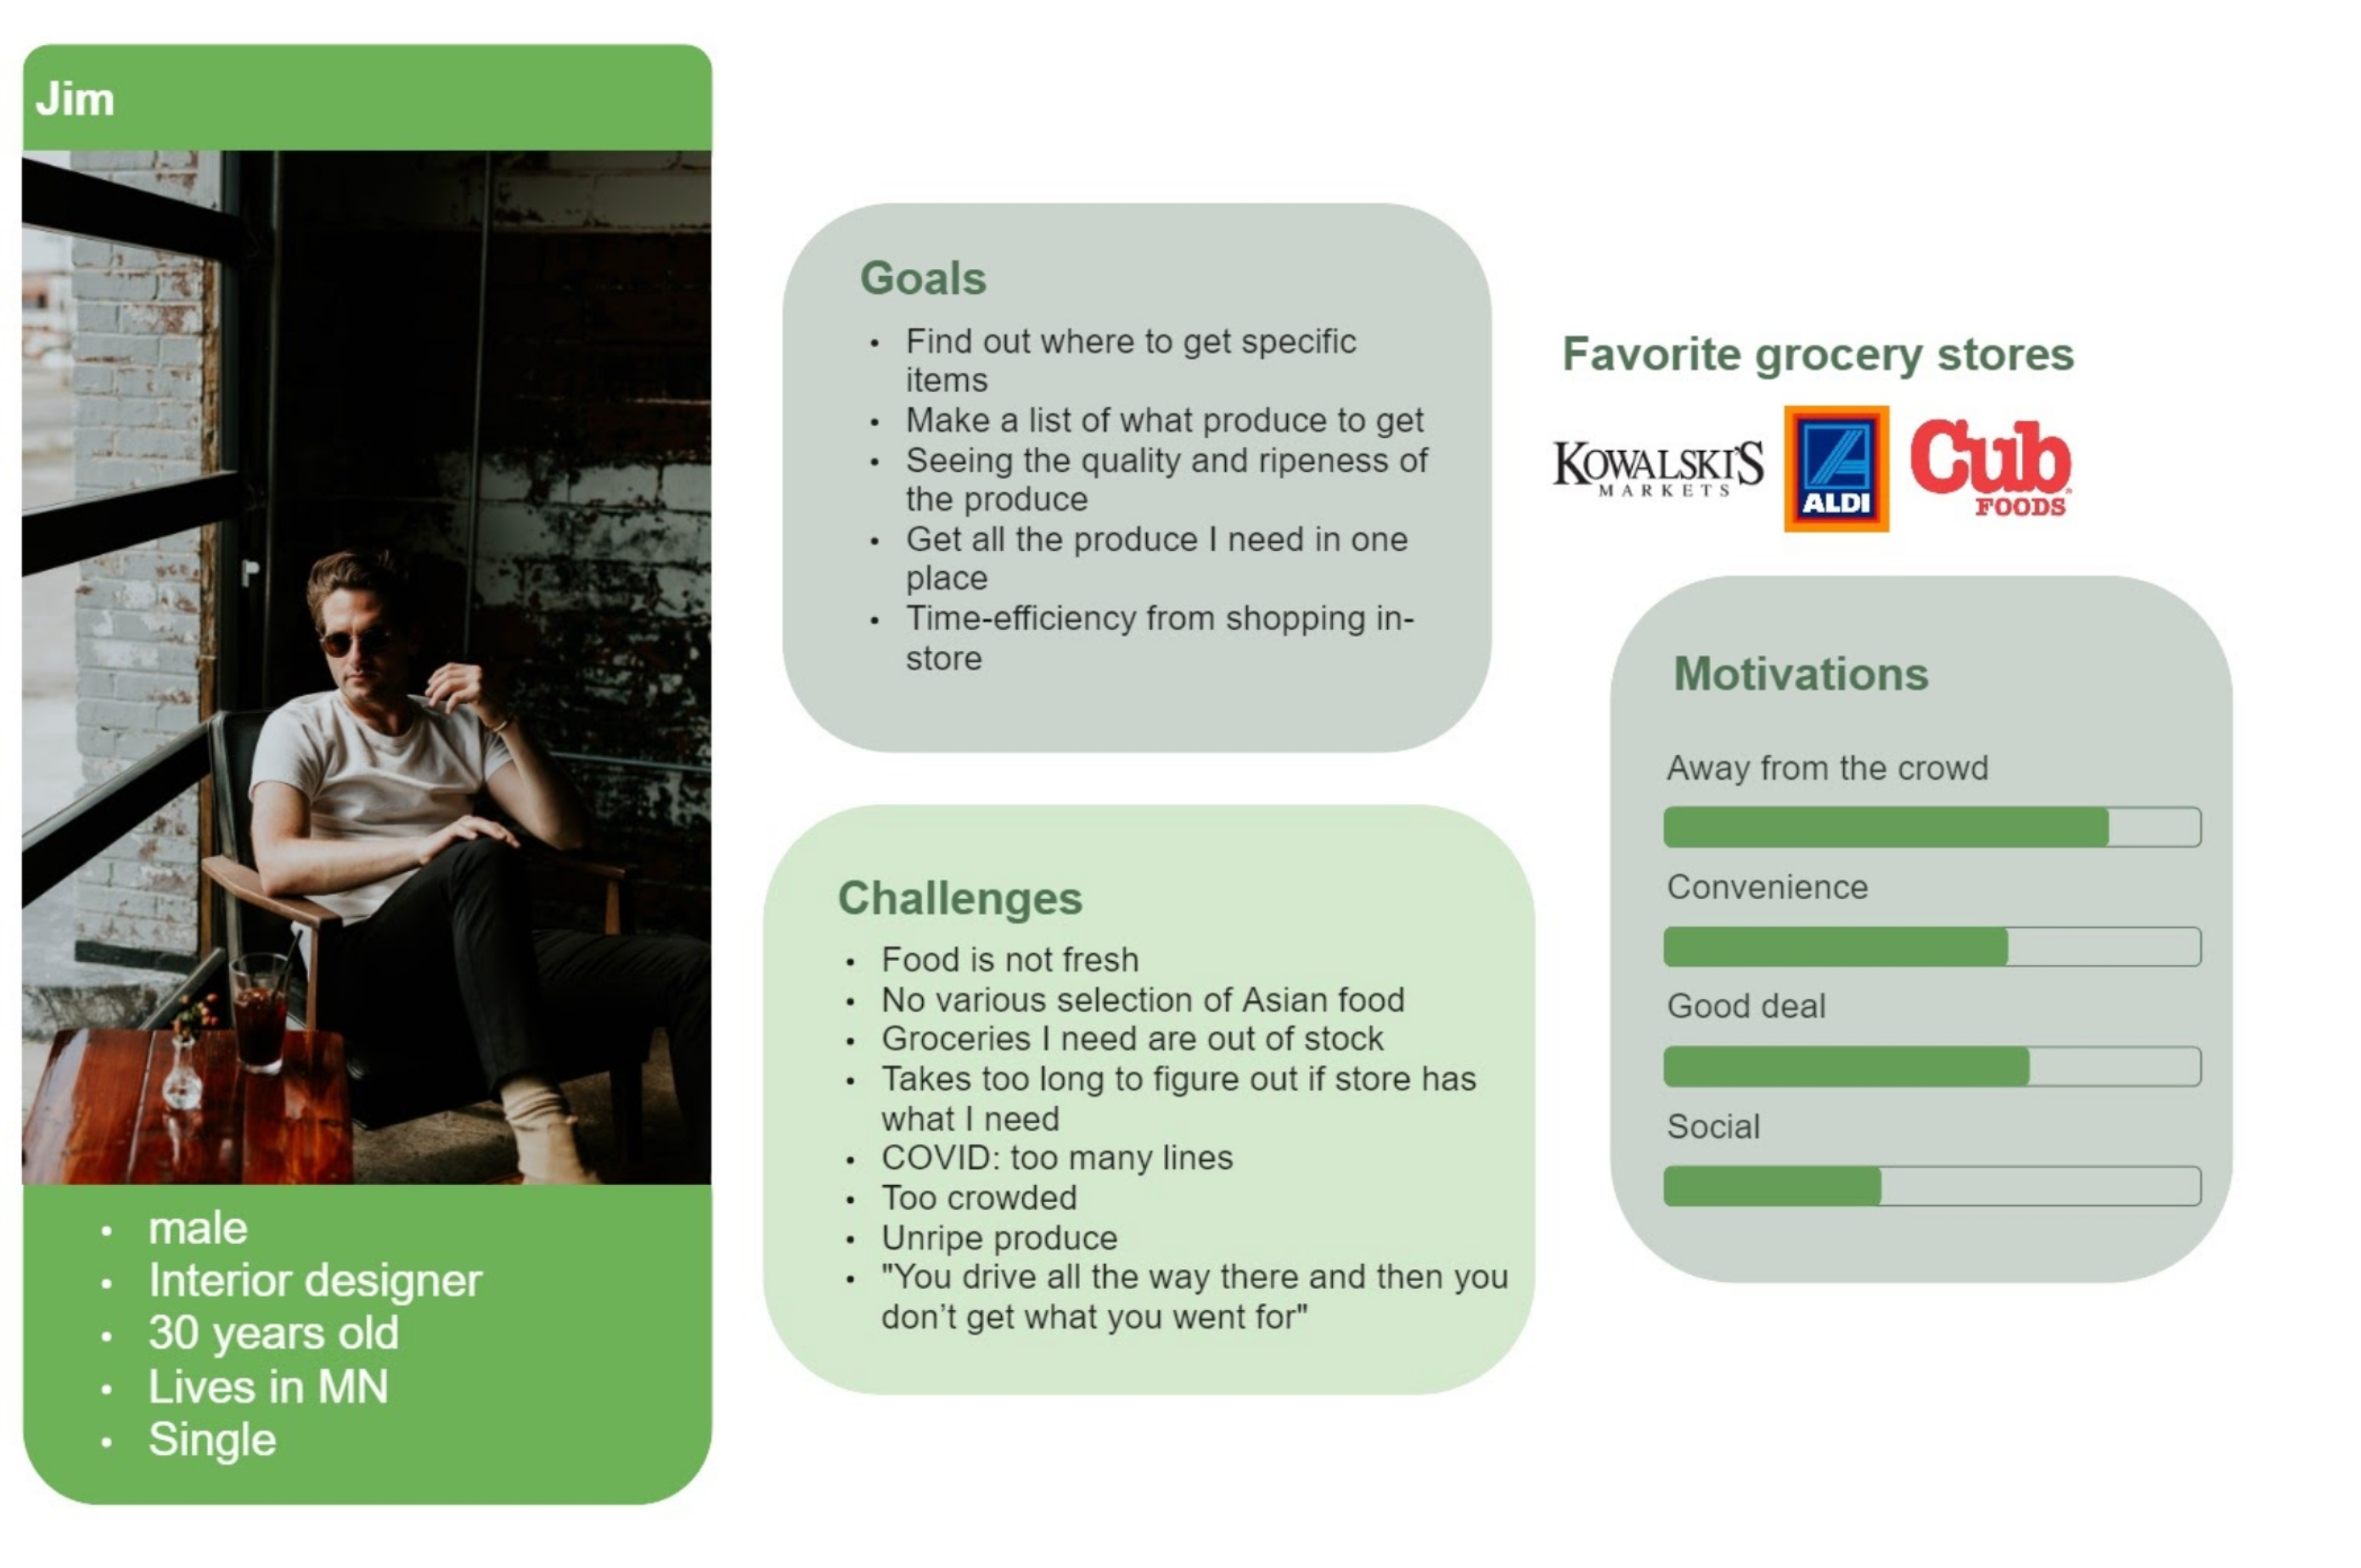 Jim
• male
• Interior designer
• 30 years old
• Lives in MN
• Single
Goals
• Find out where to get specific
items
• Make a list of what produce to get
• Seeing the quality and ripeness of
the produce
• Get all the produce I need in one
place
• Time-efficiency from shopping in-
store
Challenges
• Food is not fresh
• No various selection of Asian food
• Groceries I need are out of stock
• Takes too long to figure out if store has
what I need
• COVID: too many lines
• Too crowded
• Unripe produce
• "You drive all the way there and then you
don’t get what you went for"
Favorite grocery stores
KOWALSKI'S
MARKETS
ALDI
Cub
FOODS
Motivations
Away from the crowd
Convenience
Good deal
Social